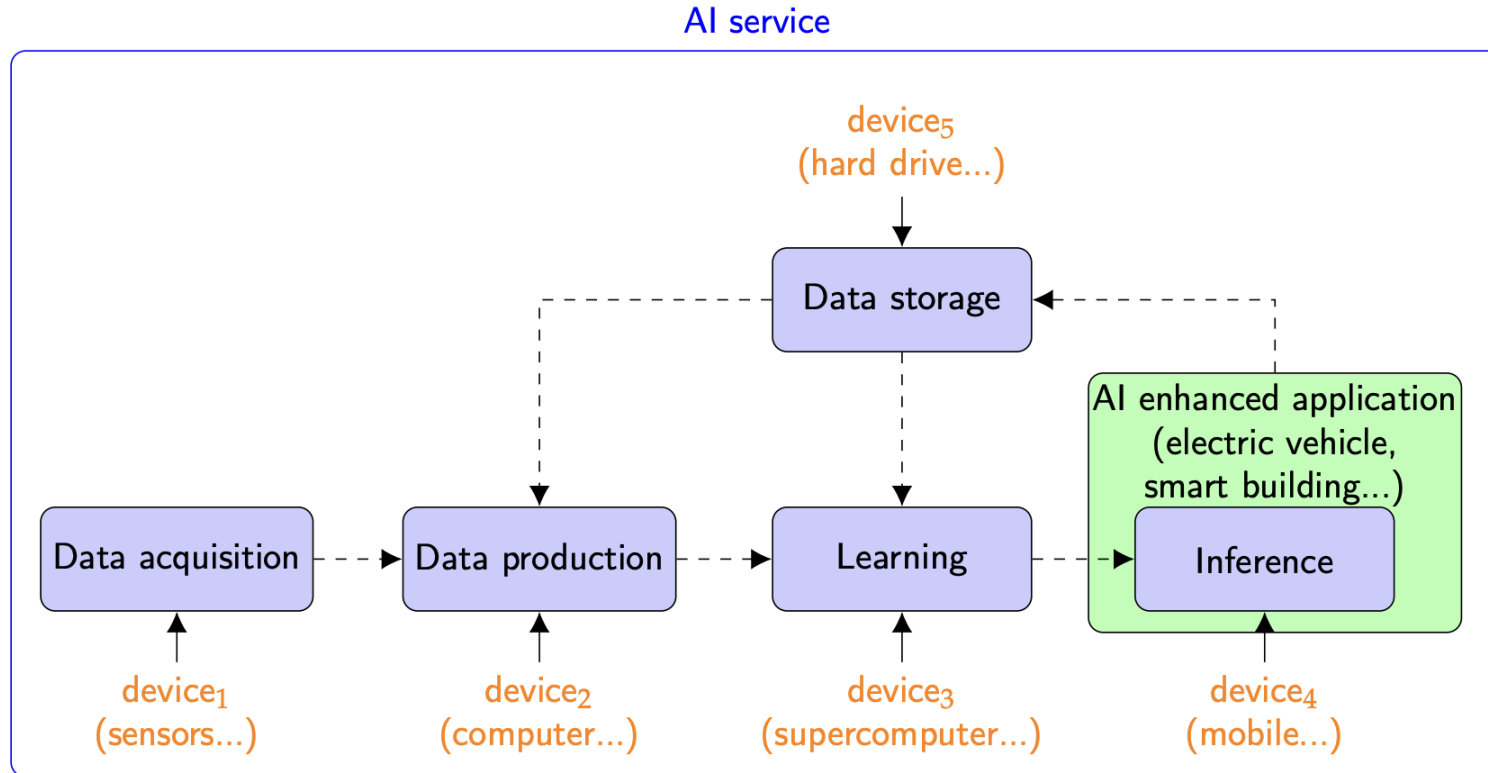 AI service
device₅
(hard drive...)
Data storage
AI enhanced application
(electric vehicle,
smart building...)
Data acquisition
Data production
Learning
Inference
device₁
(sensors...)
device₂
(computer...)
device₃
(supercomputer...)
device₄
(mobile...)